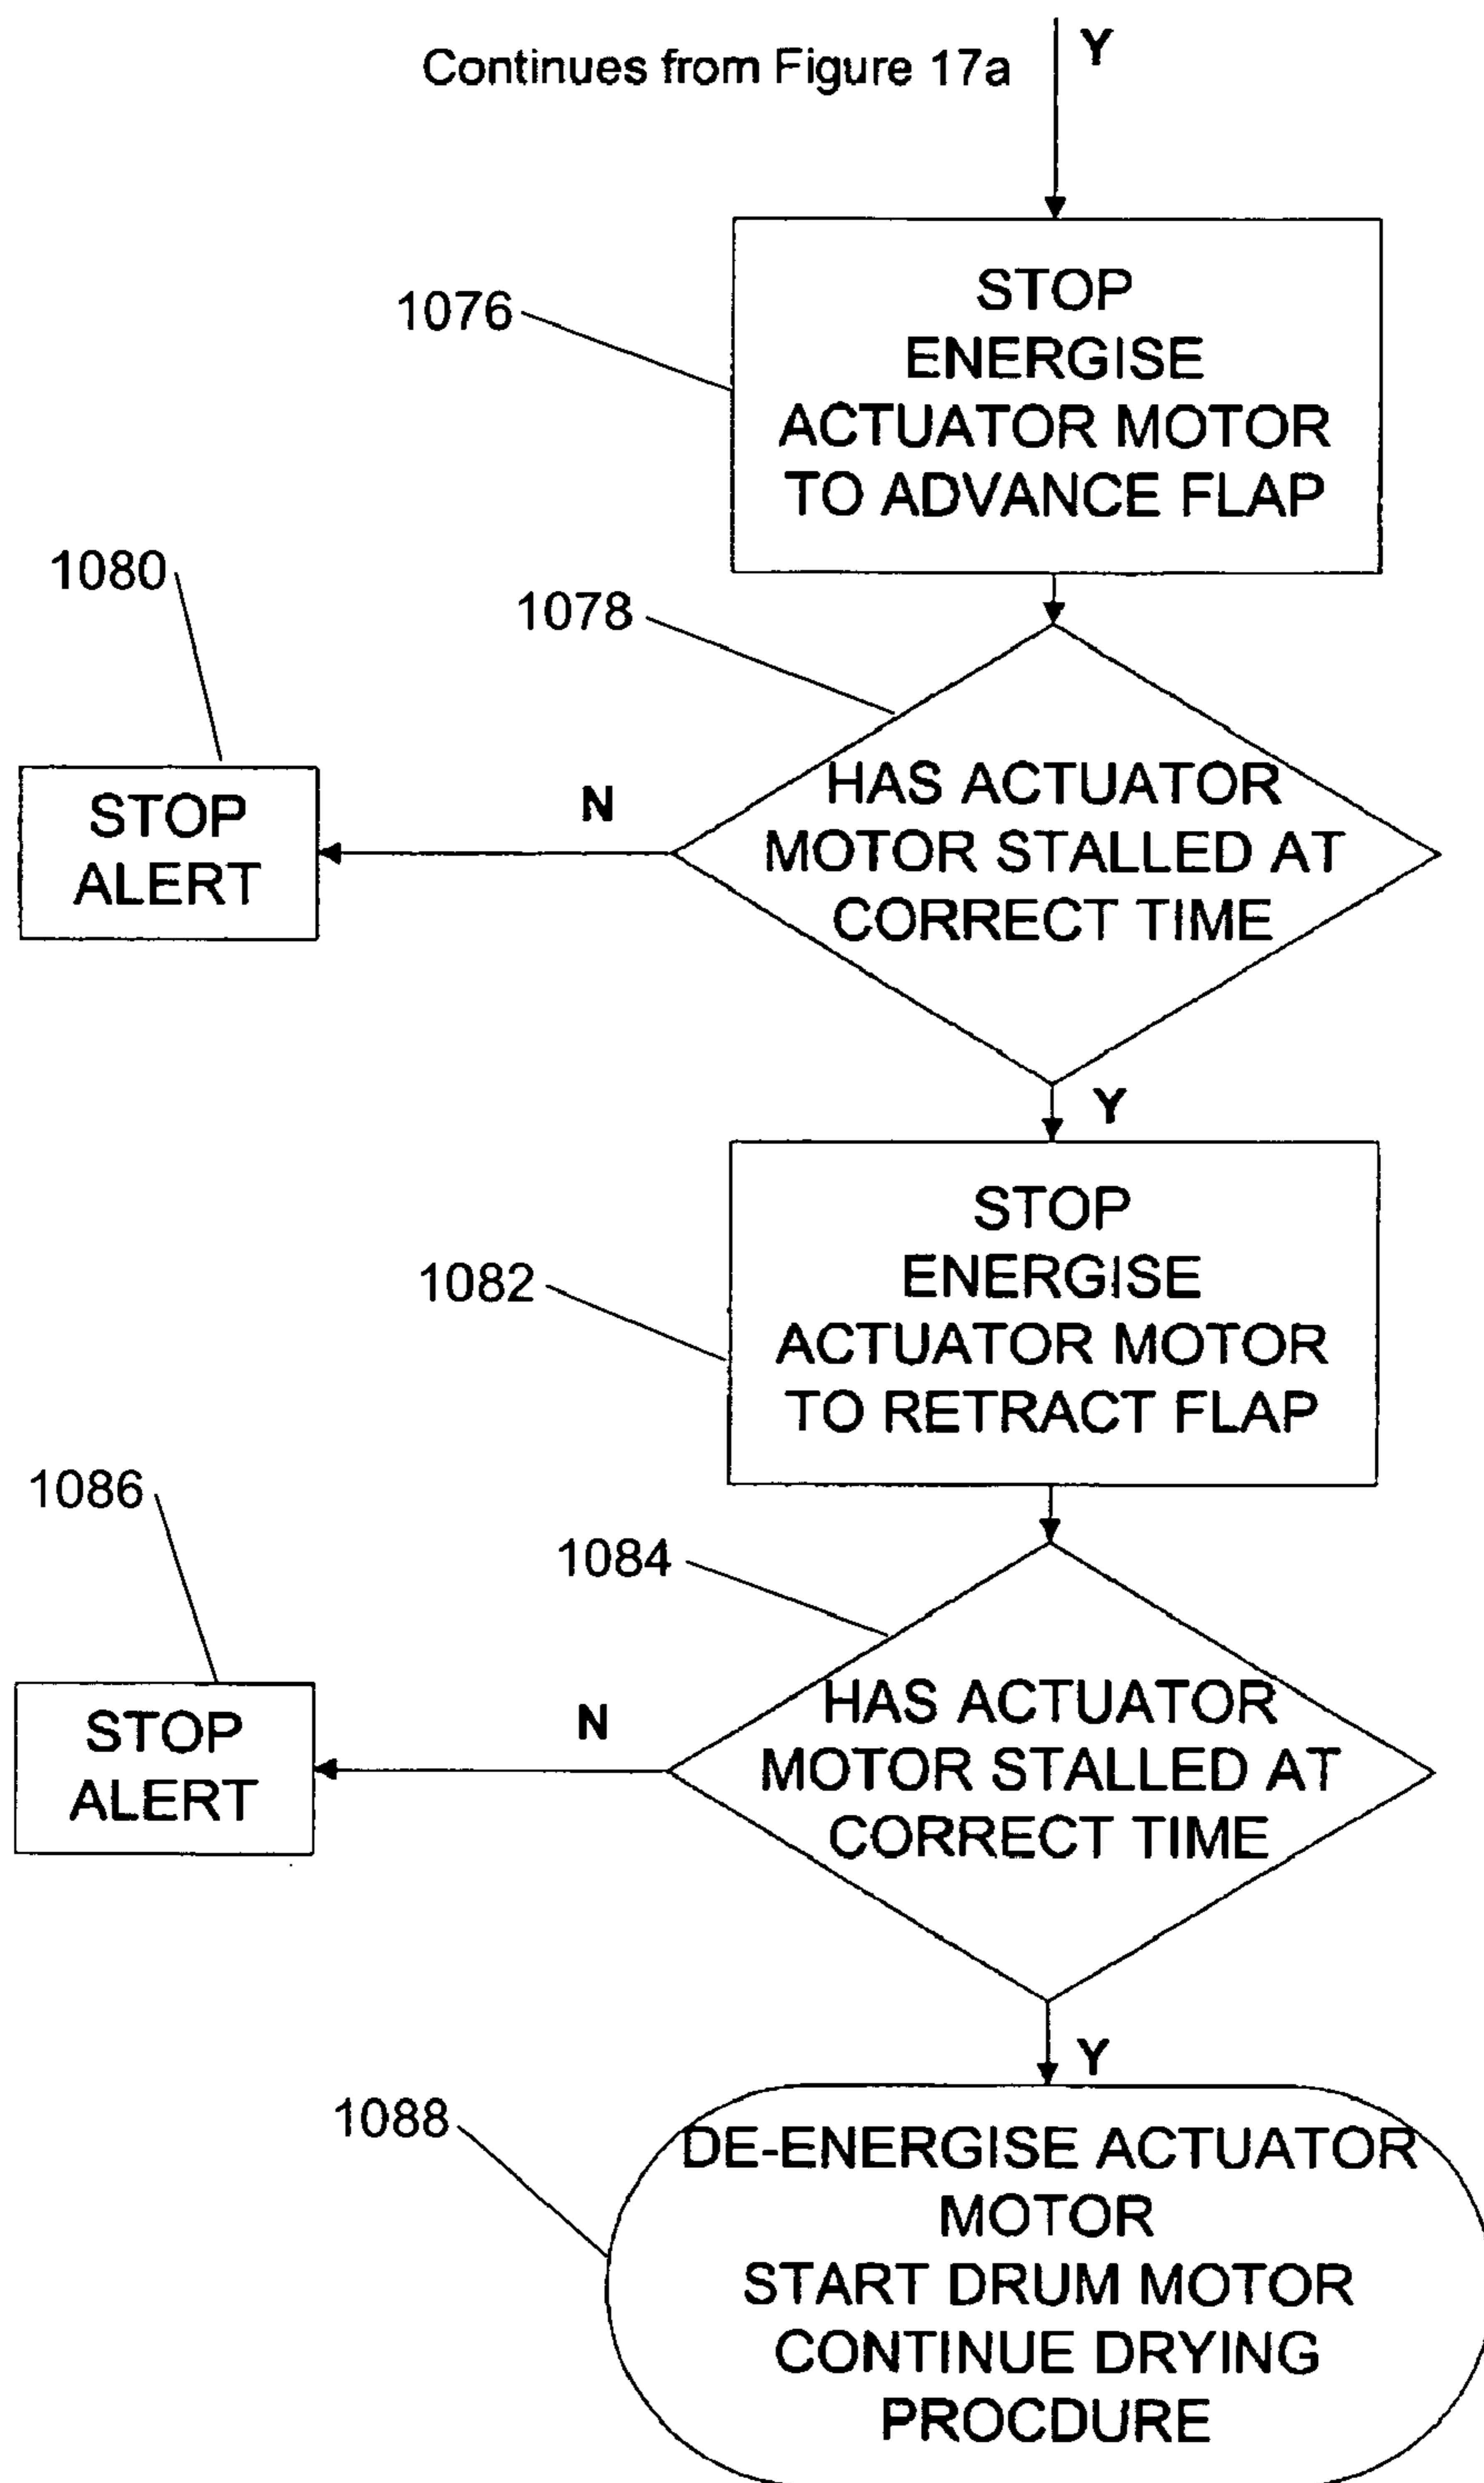 Continues from Figure 17a
Y
1076
STOP
ENERGISE
ACTUATOR MOTOR
TO ADVANCE FLAP
1080
1078
STOP
ALERT
N
HAS ACTUATOR
MOTOR STALLED AT
CORRECT TIME
Y
1082
STOP
ENERGISE
ACTUATOR MOTOR
TO RETRACT FLAP
1086
1084
STOP
ALERT
N
HAS ACTUATOR
MOTOR STALLED AT
CORRECT TIME
Y
1088
DE-ENERGISE ACTUATOR
MOTOR
START DRUM MOTOR
CONTINUE DRYING
PROCDURE